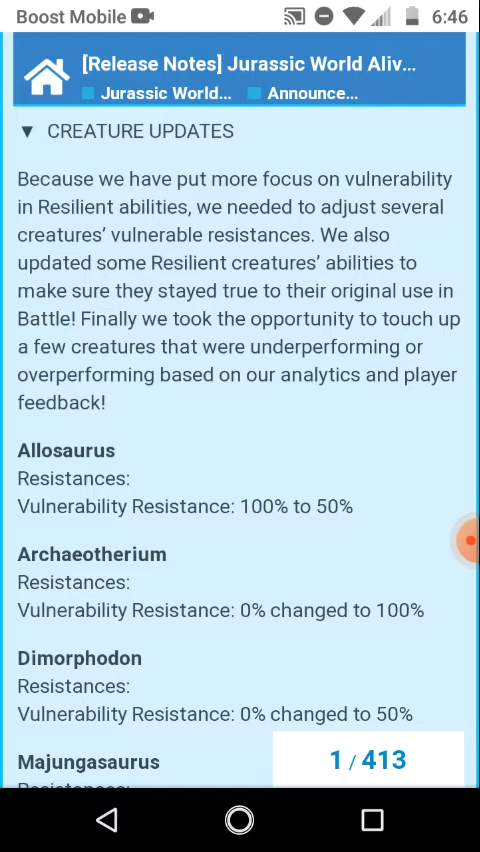 Boost Mobile 6:46
[Release Notes] Jurassic World Aliv...
Jurassic World... Announce...
▼ CREATURE UPDATES
Because we have put more focus on vulnerability
in Resilient abilities, we needed to adjust several
creatures’ vulnerable resistances. We also
updated some Resilient creatures’ abilities to
make sure they stayed true to their original use in
Battle! Finally we took the opportunity to touch up
a few creatures that were underperforming or
overperforming based on our analytics and player
feedback!
Allosaurus
Resistances:
Vulnerability Resistance: 100% to 50%
Archaeotherium
Resistances:
Vulnerability Resistance: 0% changed to 100%
Dimorphodon
Resistances:
Vulnerability Resistance: 0% changed to 50%
Majungasaurus
1 / 413
Resistances: